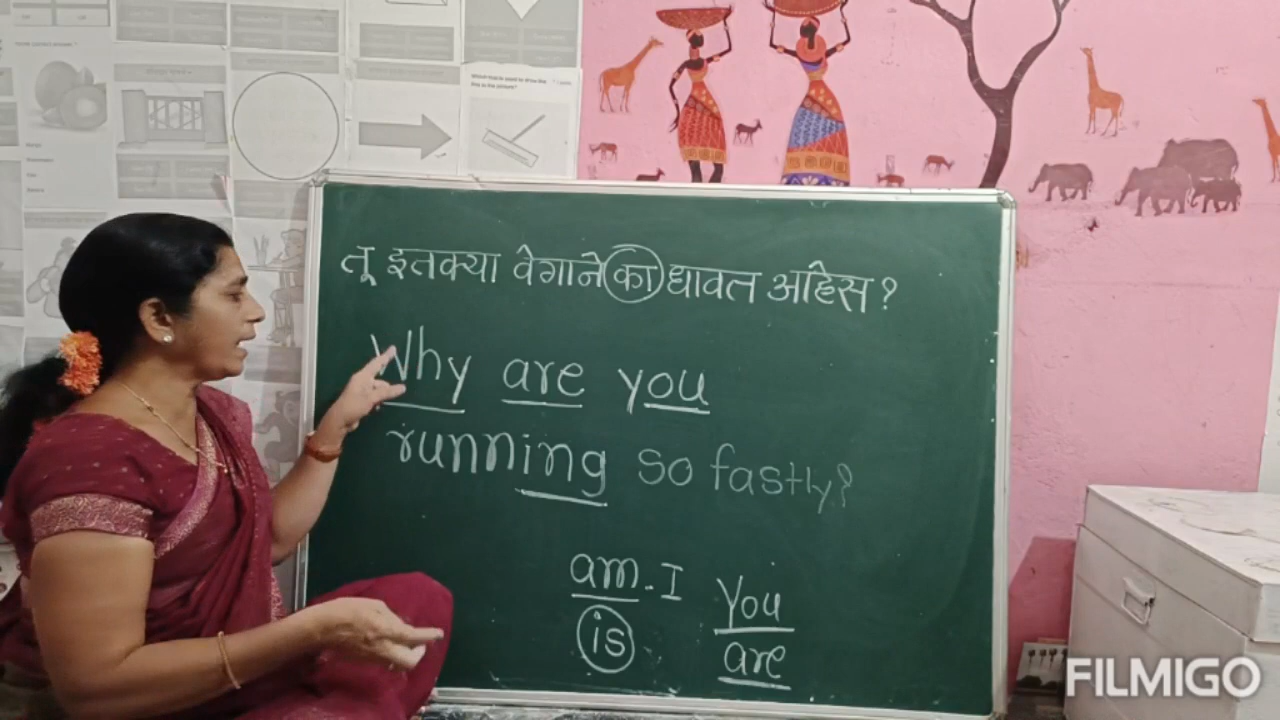 तू इतक्या वेगाने का धावत आहेस?
Why are you
running so fastly?
am. I You
is are
FILMIGO